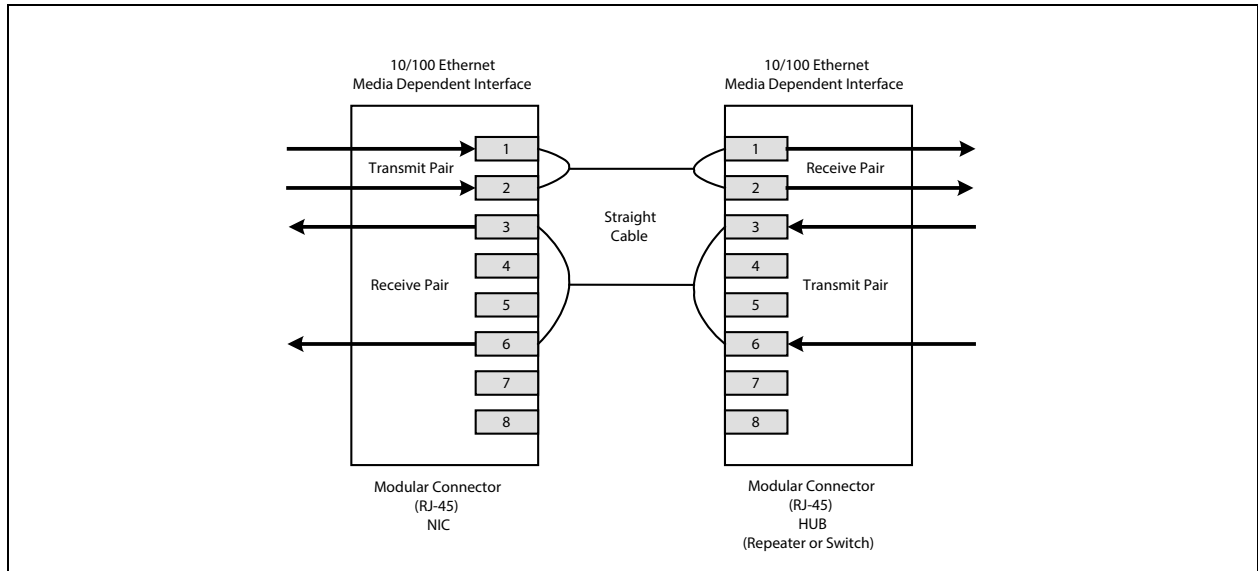 10/100 Ethernet
Media Dependent Interface
10/100 Ethernet
Media Dependent Interface
1
Transmit Pair
2
3
4
Receive Pair
5
6
7
8
Straight
Cable
1
Receive Pair
2
3
4
Transmit Pair
5
6
7
8
Modular Connector
(RJ-45)
NIC
Modular Connector
(RJ-45)
HUB
(Repeater or Switch)